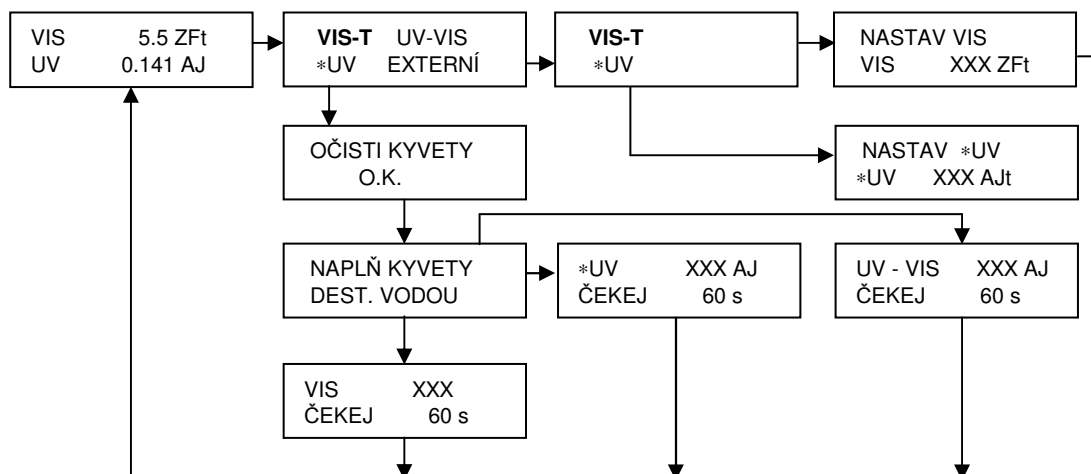 VIS 5.5 ZFt
UV 0.141 AJ
VIS-T UV-VIS
*UV EXTERNÍ
VIS-T
*UV
NASTAV VIS
VIS XXX ZFt
OČISTI KYVETY
O.K.
NASTAV *UV
*UV XXX AJt
NAPLŇ KYVETY
DEST. VODOU
*UV XXX AJ
ČEKEJ 60 s
UV - VIS XXX AJ
ČEKEJ 60 s
VIS XXX
ČEKEJ 60 s